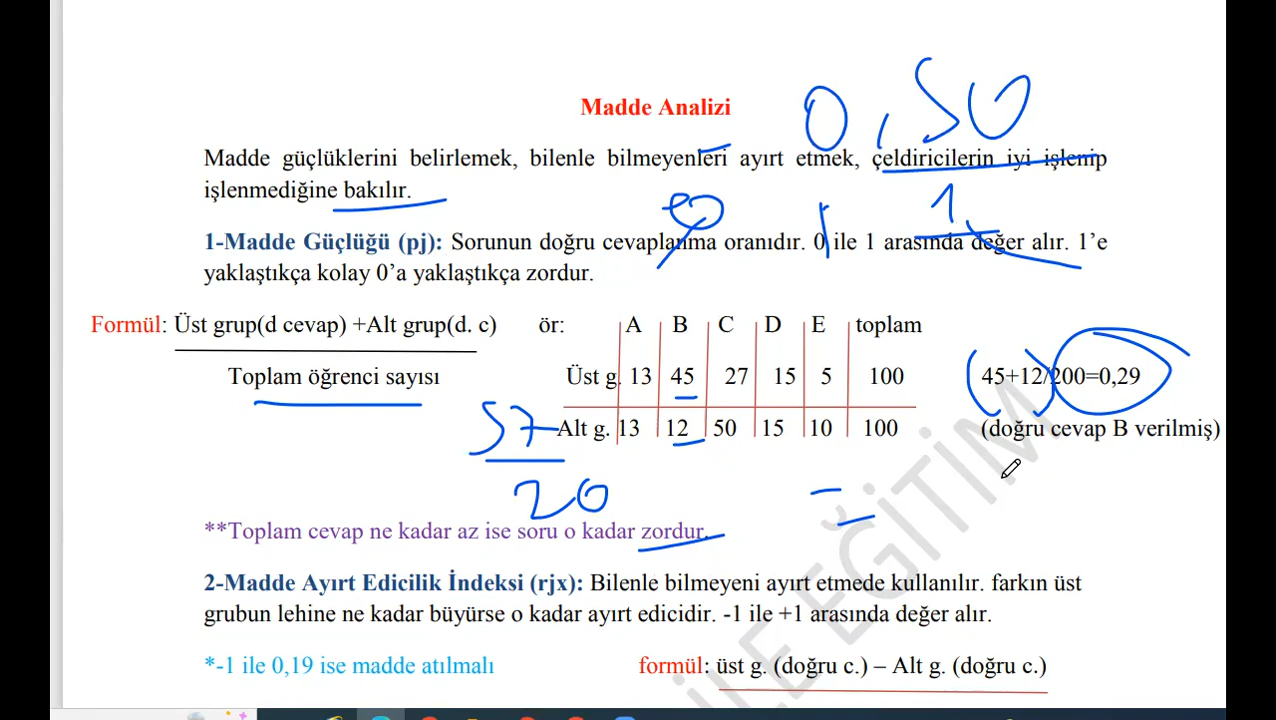 Madde Analizi
0,50
Madde güçlüklerini belirlemek, bilenle bilmeyenleri ayırt etmek, çeldiricilerin iyi işlenip
işlenmediğine bakılır.
1
1-Madde Güçlüğü (pj): Sorunun doğru cevaplanma oranıdır. 0 ile 1 arasında değer alır. 1’e
yaklaştıkça kolay 0’a yaklaştıkça zordur.
Formül: Üst grup(d cevap) +Alt grup(d. c) ör: A B C D E toplam
Toplam öğrenci sayısı Üst g. 13 45 27 15 5 100 45+12/200=0,29
57 Alt g. 13 12 50 15 10 100 (doğru cevap B verilmiş)
20 =
**Toplam cevap ne kadar az ise soru o kadar zordur.
2-Madde Ayırt Edicilik İndeksi (rjx): Bilenle bilmeyeni ayırt etmede kullanılır. farkın üst
grubun lehine ne kadar büyürse o kadar ayırt edicidir. -1 ile +1 arasında değer alır.
*-1 ile 0,19 ise madde atılmalı formül: üst g. (doğru c.) – Alt g. (doğru c.)
İLE EĞİTİM